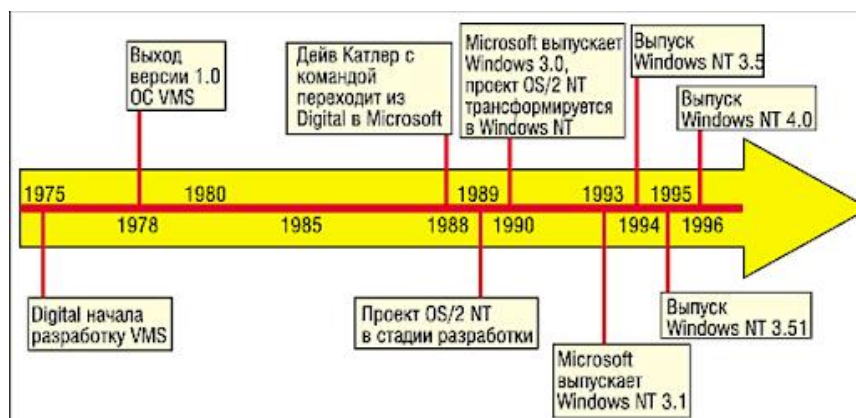 Выход
версии 1.0
ОС VMS
Дейв Катлер с
командой
переходит из
Digital в Microsoft
Microsoft выпускает
Windows 3.0,
проект OS/2 NT
трансформируется
в Windows NT
Выпуск
Windows NT 3.5
Выпуск
Windows NT 4.0
1975 1980 1989 1993 1995
1978 1985 1988 1990 1994 1996
Digital начала
разработку VMS
Проект OS/2 NT
в стадии разработки
Microsoft
выпускает
Windows NT 3.1
Выпуск
Windows NT 3.51